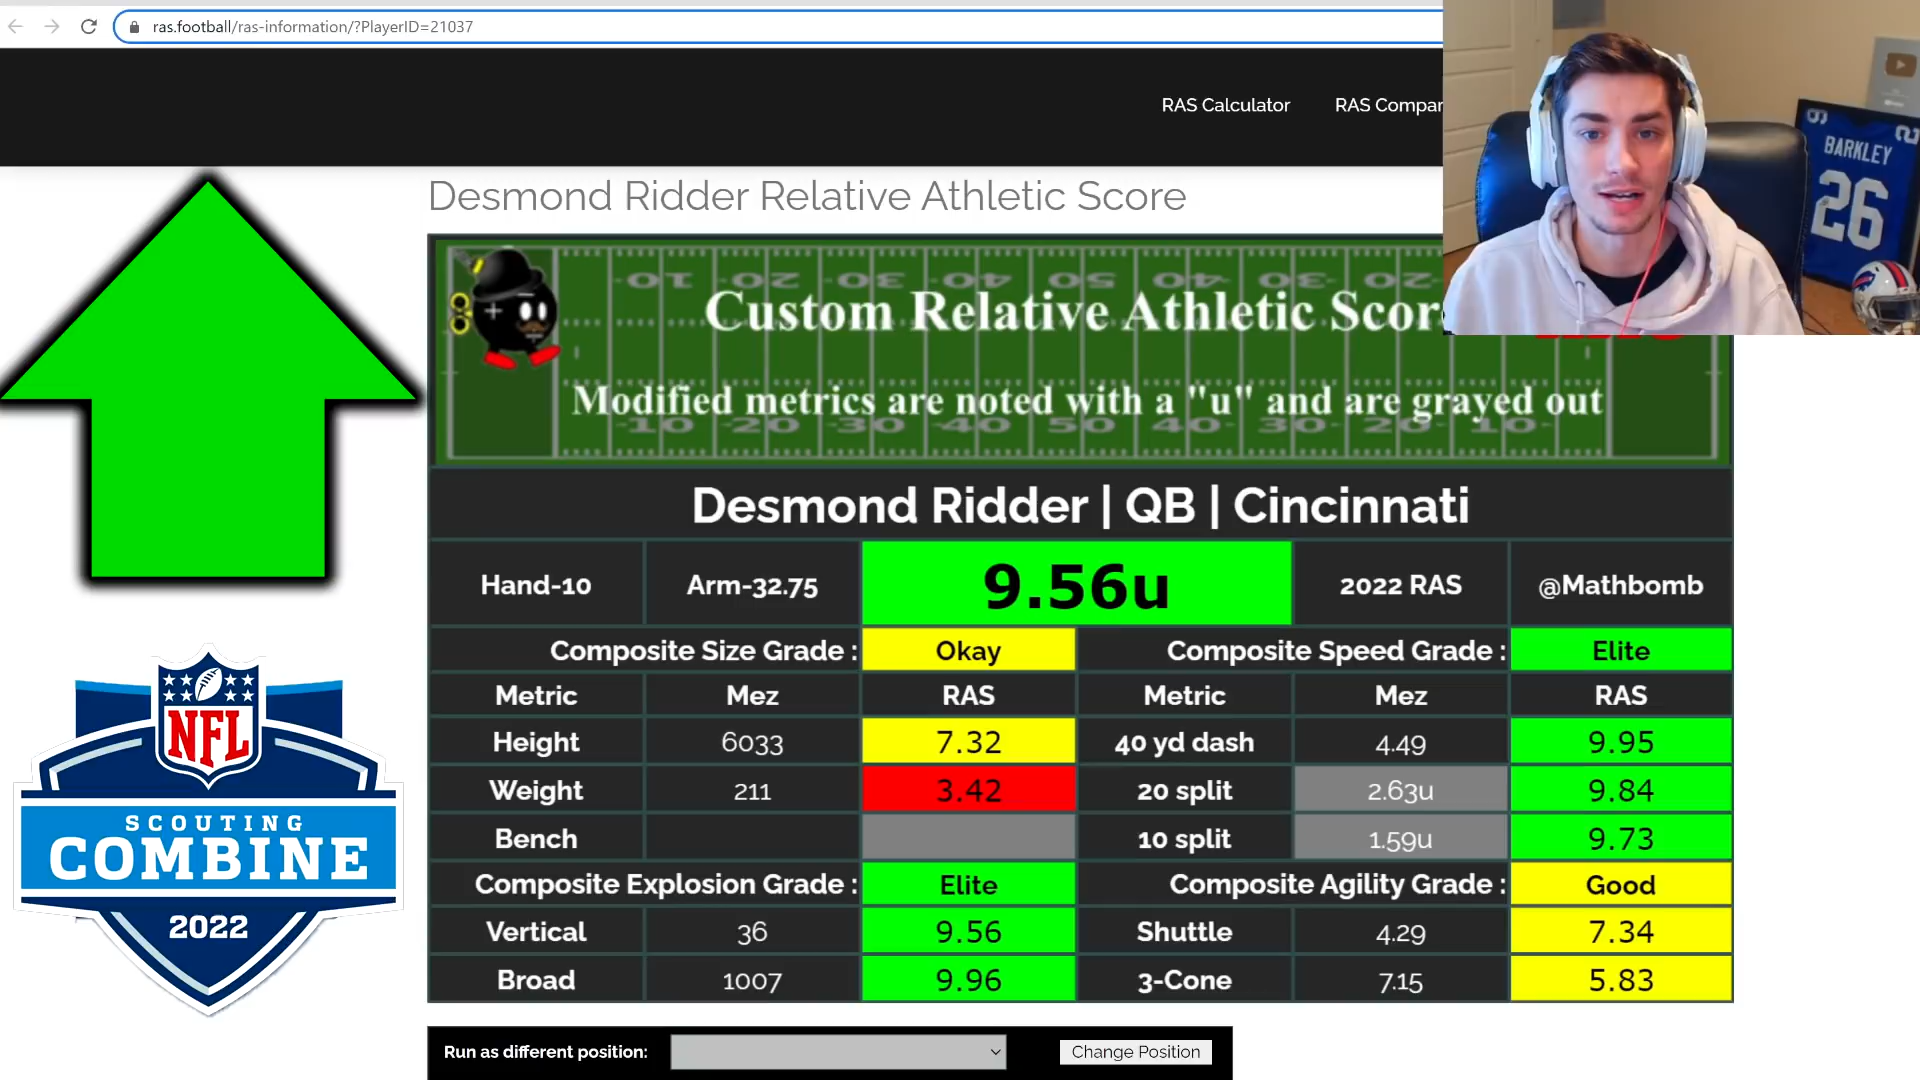 ras.football/ras-information/?PlayerID=21037
RAS Calculator RAS Compar
BARKLEY
26
Desmond Ridder Relative Athletic Score
Custom Relative Athletic Scor
Modified metrics are noted with a "u" and are grayed out
Desmond Ridder | QB | Cincinnati
Hand-10 Arm-32.75 9.56u 2022 RAS @Mathbomb
Composite Size Grade : Okay Composite Speed Grade : Elite
Metric Mez RAS Metric Mez RAS
Height 6033 7.32 40 yd dash 4.49 9.95
Weight 211 3.42 20 split 2.63u 9.84
Bench 10 split 1.59u 9.73
Composite Explosion Grade : Elite Composite Agility Grade : Good
Vertical 36 9.56 Shuttle 4.29 7.34
Broad 1007 9.96 3-Cone 7.15 5.83
Run as different position: Change Position
NFL
SCOUTING
COMBINE
2022